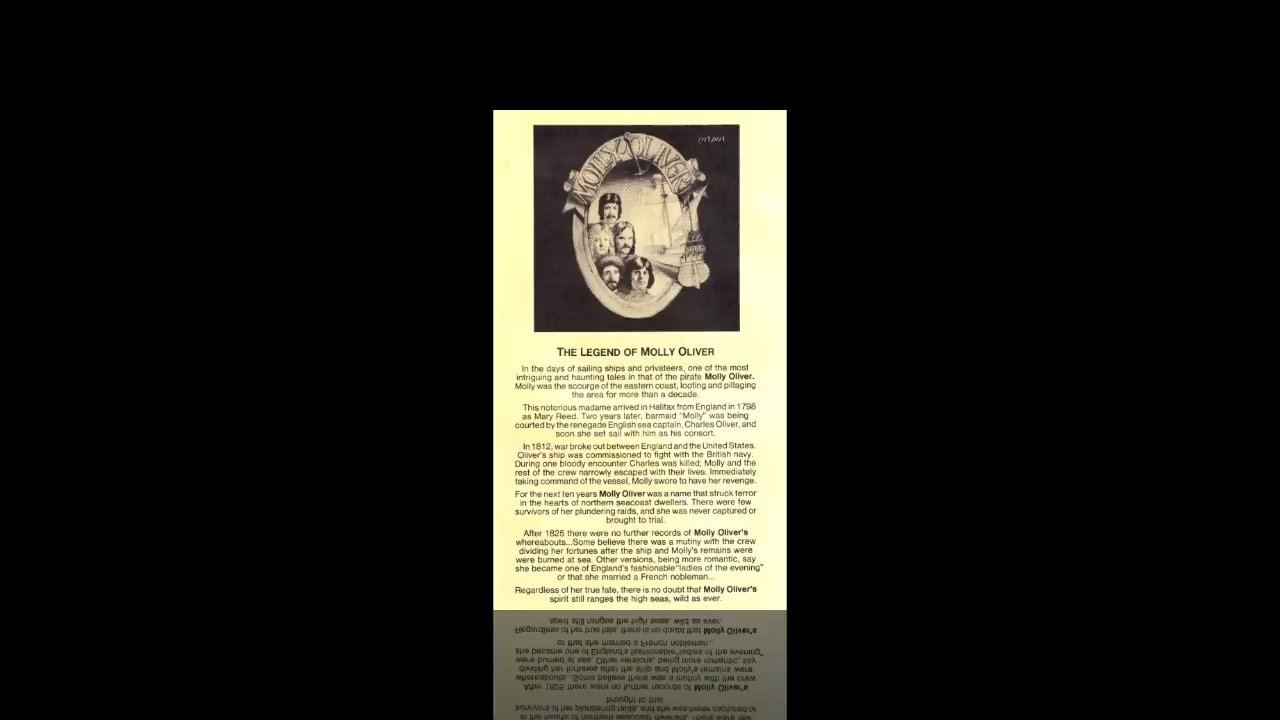 MOLLY OLIVER
THE LEGEND OF MOLLY OLIVER
In the days of sailing ships and privateers, one of the most
intriguing and haunting tales in that of the pirate Molly Oliver.
Molly was the scourge of the eastern coast, looting and pillaging
the area for more than a decade.
This notorious madame arrived in Halifax from England in 1798
as Mary Reed. Two years later, barmaid "Molly" was being
courted by the renegade English sea captain, Charles Oliver, and
soon she set sail with him as his consort.
In 1812, war broke out between England and the United States.
Oliver's ship was commissioned to fight with the British navy.
During one bloody encounter Charles was killed; Molly and the
rest of the crew narrowly escaped with their lives. Immediately
taking command of the vessel, Molly swore to have her revenge.
For the next ten years Molly Oliver was a name that struck terror
in the hearts of northern seacoast dwellers. There were few
survivors of her plundering raids, and she was never captured or
brought to trial.
After 1825 there were no further records of Molly Oliver's
whereabouts...Some believe there was a mutiny with the crew
dividing her fortunes after the ship and Molly's remains were
were burned at sea. Other versions, being more romantic, say
she became one of England's fashionable "ladies of the evening"
or that she married a French nobleman...
Regardless of her true fate, there is no doubt that Molly Oliver's
spirit still ranges the high seas, wild as ever.